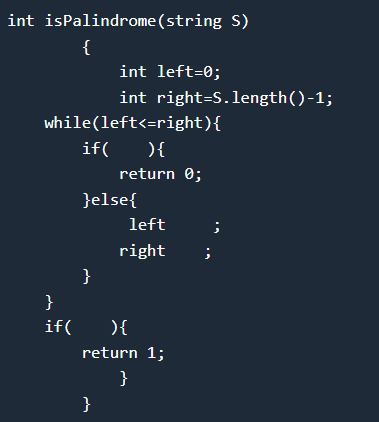 int isPalindrome(string S)
{
int left=0;
int right=S.length()-1;
while(left<=right){
if(    ){
return 0;
}else{
left     ;
right    ;
}
}
if(    ){
return 1;
}
}